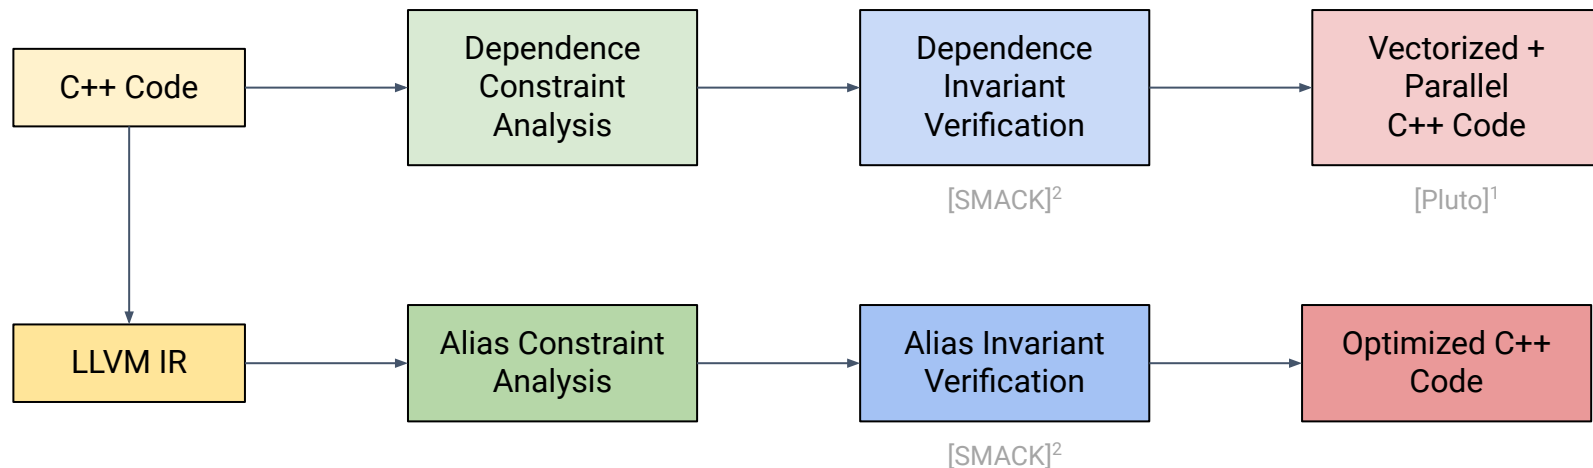 C++ Code
Dependence
Constraint
Analysis
Dependence
Invariant
Verification
Vectorized +
Parallel
C++ Code
[SMACK]²
[Pluto]¹
LLVM IR
Alias Constraint
Analysis
Alias Invariant
Verification
Optimized C++
Code
[SMACK]²